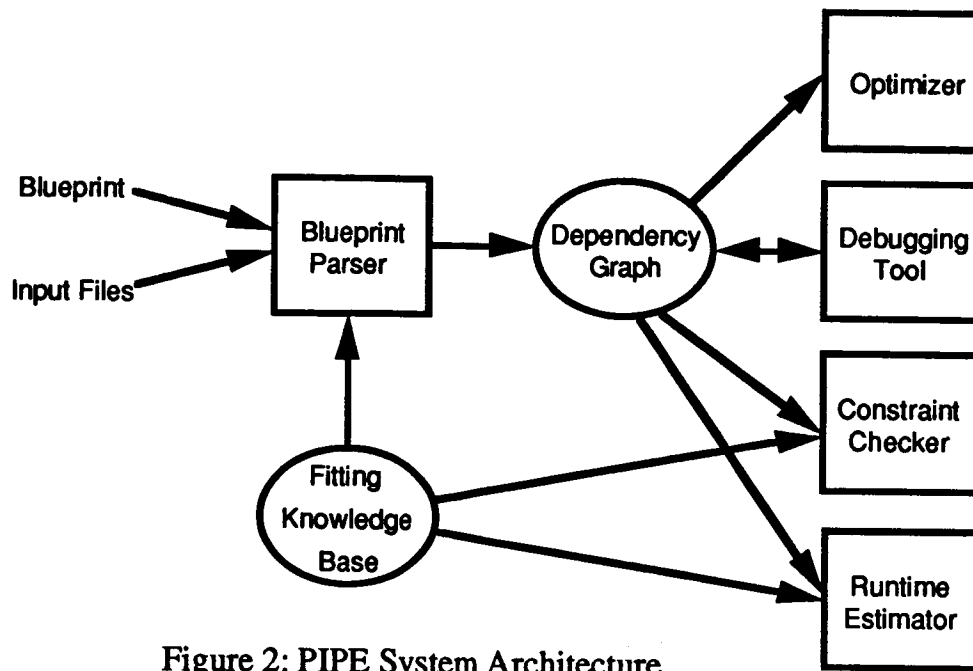 Blueprint
Input Files
Blueprint
Parser
Dependency
Graph
Fitting
Knowledge
Base
Optimizer
Debugging
Tool
Constraint
Checker
Runtime
Estimator
Figure 2: PIPE System Architecture